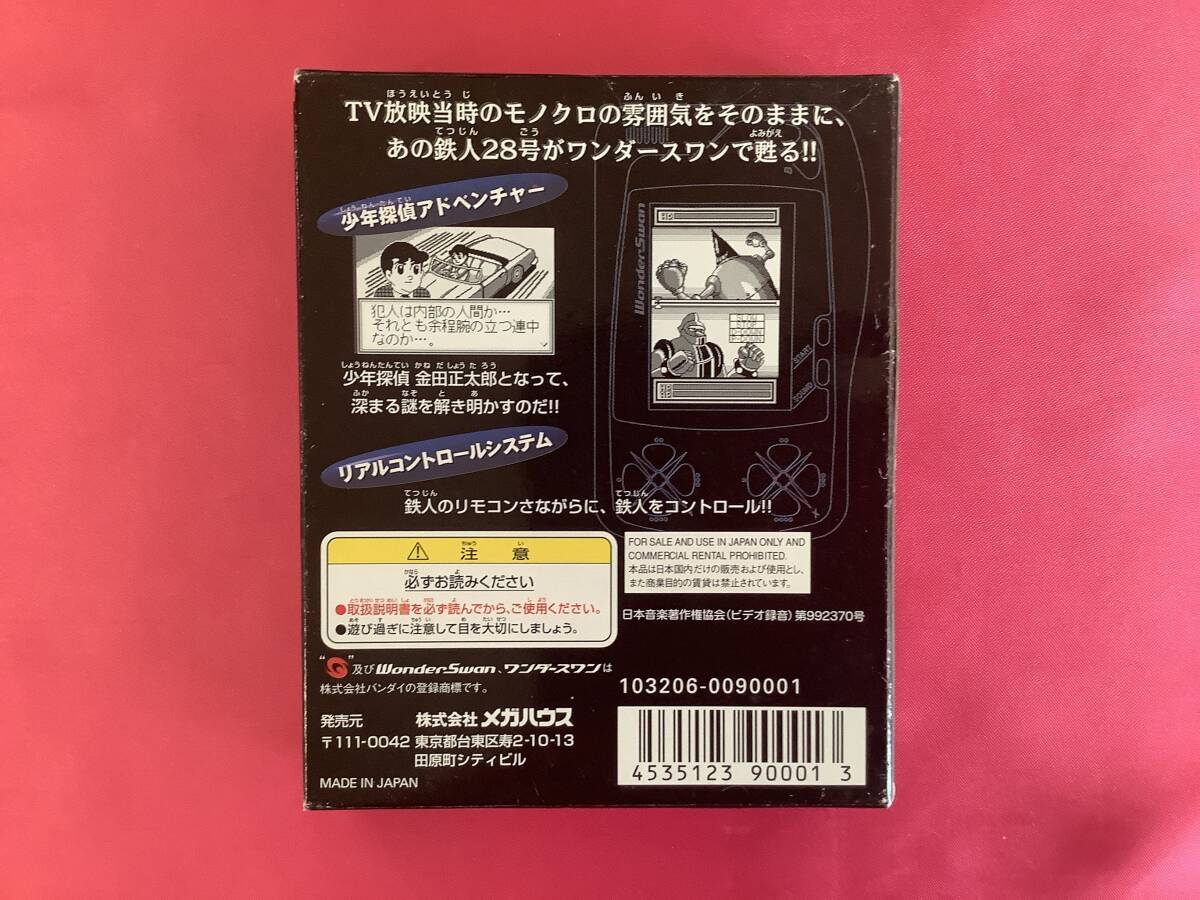 TV放映当時のモノクロの雰囲気をそのままに、
あの鉄人28号がワンダースワンで甦る!!
少年探偵アドベンチャー
犯人は内部の人間か…
それとも余程腕の立つ連中
なのか…。
少年探偵 金田正太郎となって、
深まる謎を解き明かすのだ!!
リアルコントロールシステム
鉄人のリモコンさながらに、鉄人をコントロール!!
WonderSwan
SLOW
STOP
D-DOWN
P-DOWN
START
SOUND
⚠ 注意
必ずお読みください
●取扱説明書を必ず読んでから、ご使用ください。
●遊び過ぎに注意して目を大切にしましょう。
FOR SALE AND USE IN JAPAN ONLY AND
COMMERCIAL RENTAL PROHIBITED.
本品は日本国内だけの販売および使用とし、
また商業目的の賃貸は禁止されています。
日本音楽著作権協会(ビデオ録音)第992370号
“ ”及びWonderSwan、ワンダースワンは
株式会社バンダイの登録商標です。
103206-0090001
発売元 株式会社 メガハウス
〒111-0042 東京都台東区寿2-10-13
田原町シティビル
MADE IN JAPAN
4535123 900013